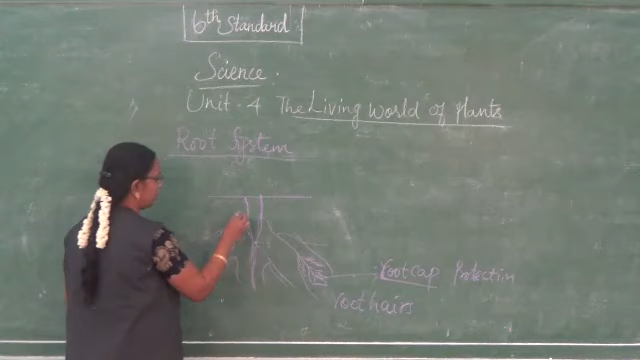 6th Standard
Science.
Unit - 4 The Living World of Plants
Root System
Rootcap Protection
root hairs